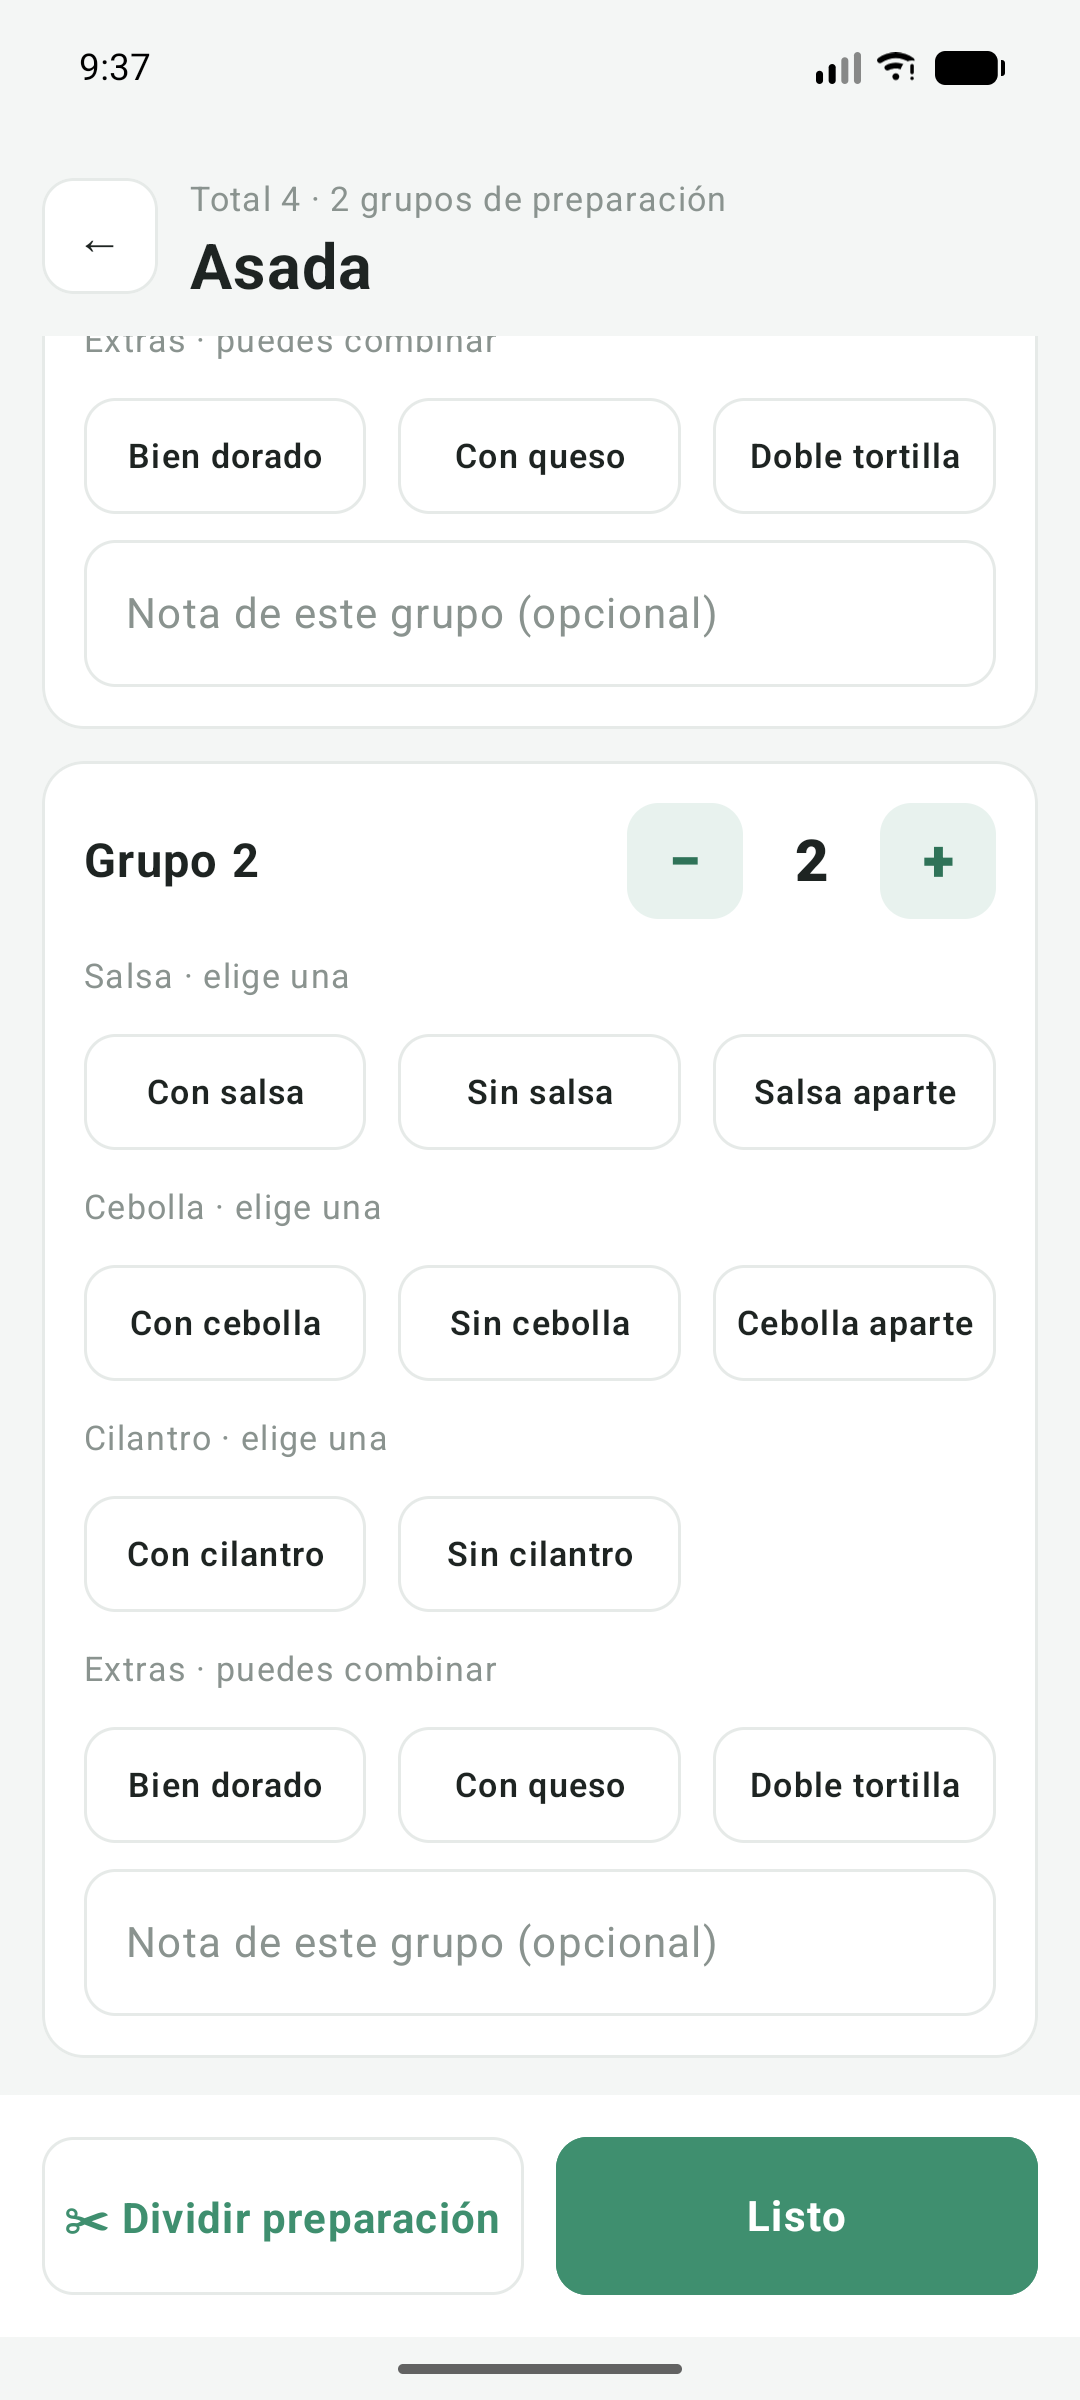 9:37
Total 4 · 2 grupos de preparación
←
Asada
Extras · puedes combinar
Bien dorado Con queso Doble tortilla
Nota de este grupo (opcional)
Grupo 2 − 2 +
Salsa · elige una
Con salsa Sin salsa Salsa aparte
Cebolla · elige una
Con cebolla Sin cebolla Cebolla aparte
Cilantro · elige una
Con cilantro Sin cilantro
Extras · puedes combinar
Bien dorado Con queso Doble tortilla
Nota de este grupo (opcional)
✂ Dividir preparación Listo